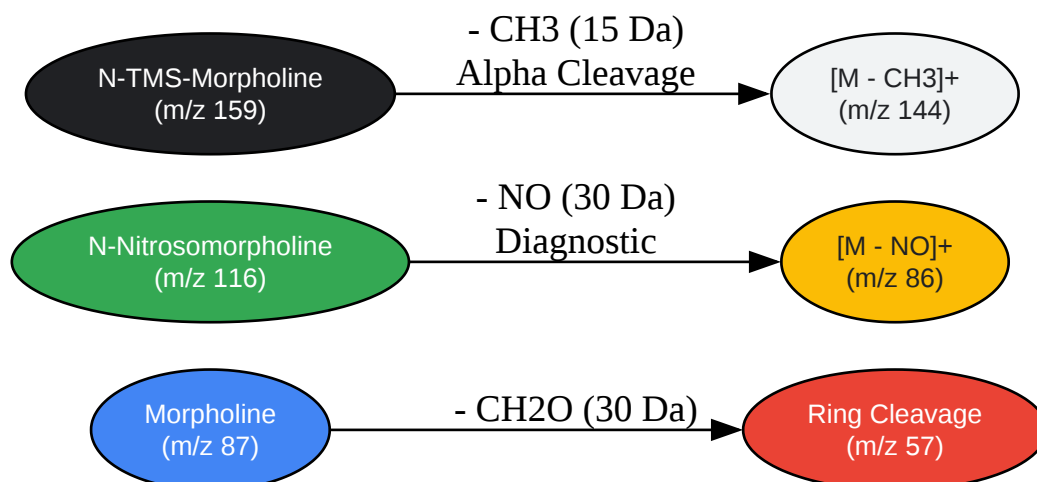 N-TMS-Morpholine
(m/z 159)
- CH3 (15 Da)
Alpha Cleavage
[M - CH3]+
(m/z 144)
N-Nitrosomorpholine
(m/z 116)
- NO (30 Da)
Diagnostic
[M - NO]+
(m/z 86)
Morpholine
(m/z 87)
- CH2O (30 Da)
Ring Cleavage
(m/z 57)